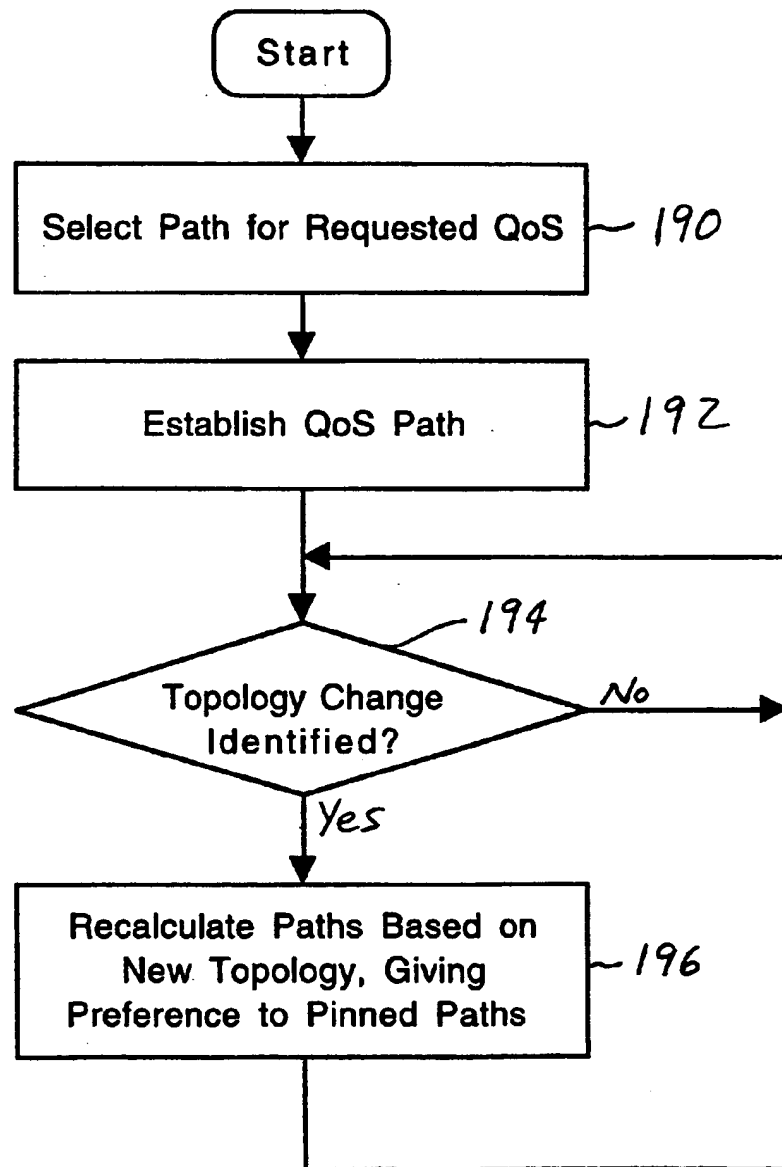 Start
Select Path for Requested QoS
190
Establish QoS Path
192
194
Topology Change
Identified?
No
Yes
Recalculate Paths Based on
New Topology, Giving
Preference to Pinned Paths
196